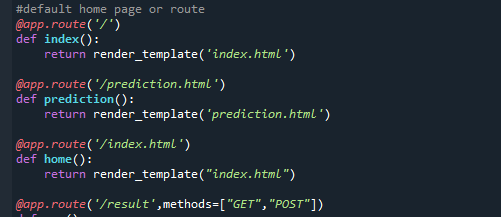 #default home page or route
@app.route('/')
def index():
    return render_template('index.html')
@app.route('/prediction.html')
def prediction():
    return render_template('prediction.html')
@app.route('/index.html')
def home():
    return render_template("index.html")
@app.route('/result',methods=["GET","POST"])